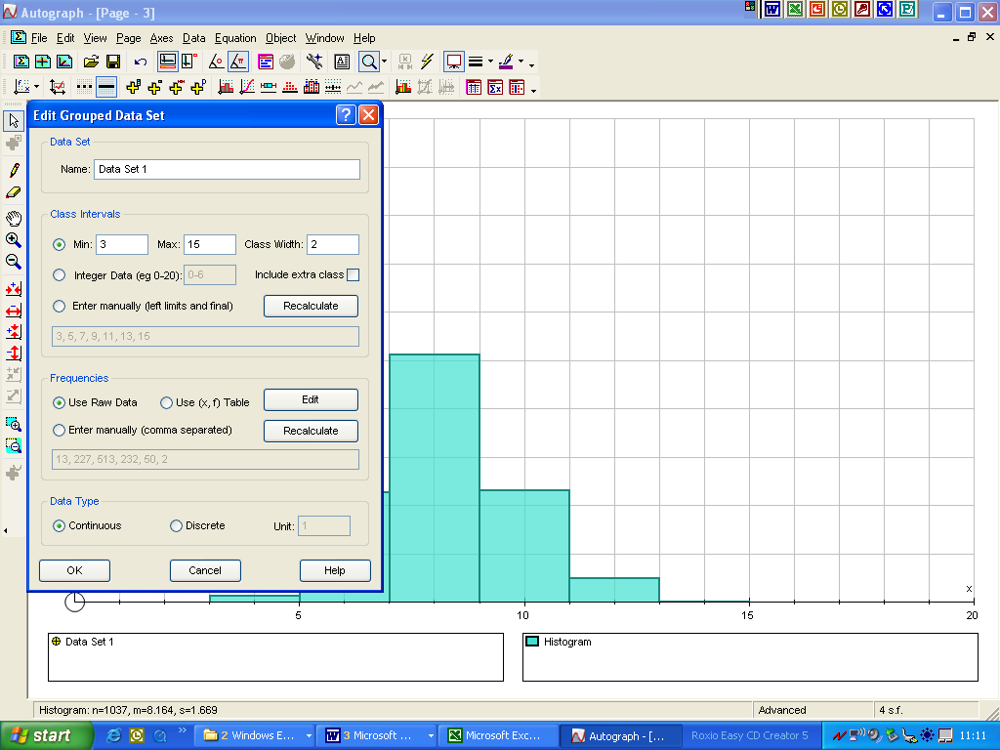 Autograph - [Page - 3]
File Edit View Page Axes Data Equation Object Window Help
Edit Grouped Data Set
Data Set
Name: Data Set 1
Class Intervals
Min: 3 Max: 15 Class Width: 2
Integer Data (eg 0-20): 0-6 Include extra class
Enter manually (left limits and final) Recalculate
3, 5, 7, 9, 11, 13, 15
Frequencies
Use Raw Data Use (x, f) Table Edit
Enter manually (comma separated) Recalculate
13, 227, 513, 232, 50, 2
Data Type
Continuous Discrete Unit: 1
OK Cancel Help
x
5 10 15 20
Data Set 1 Histogram
Histogram: n=1037, m=8.164, s=1.669 Advanced 4 s.f.
start 2 Windows E... 3 Microsoft ... Microsoft Exc... Autograph - [... Roxio Easy CD Creator 5 11:11